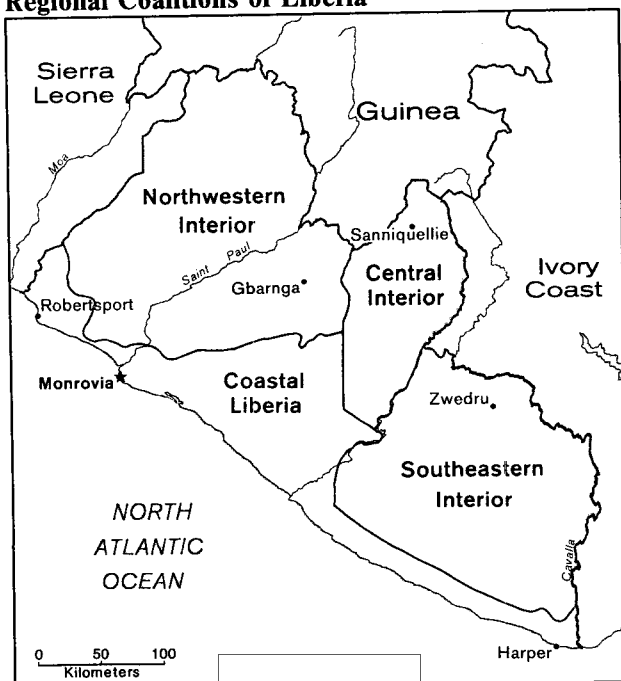 Regional Coalitions of Liberia
Sierra
Leone
Guinea
Moa
Northwestern
Interior
Sanniquellie
Saint Paul
Central
Interior
Ivory
Coast
Gbarnga
Robertsport
Monrovia
Coastal
Liberia
Zwedru
Southeastern
Interior
NORTH
ATLANTIC
OCEAN
Cavalla
Harper
0 50 100
Kilometers